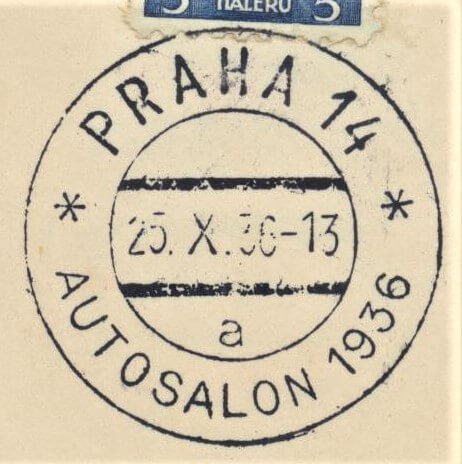 5 HALÉŘŮ 5
PRAHA 14
* *
25. X. 36-13
a
AUTOSALON 1936